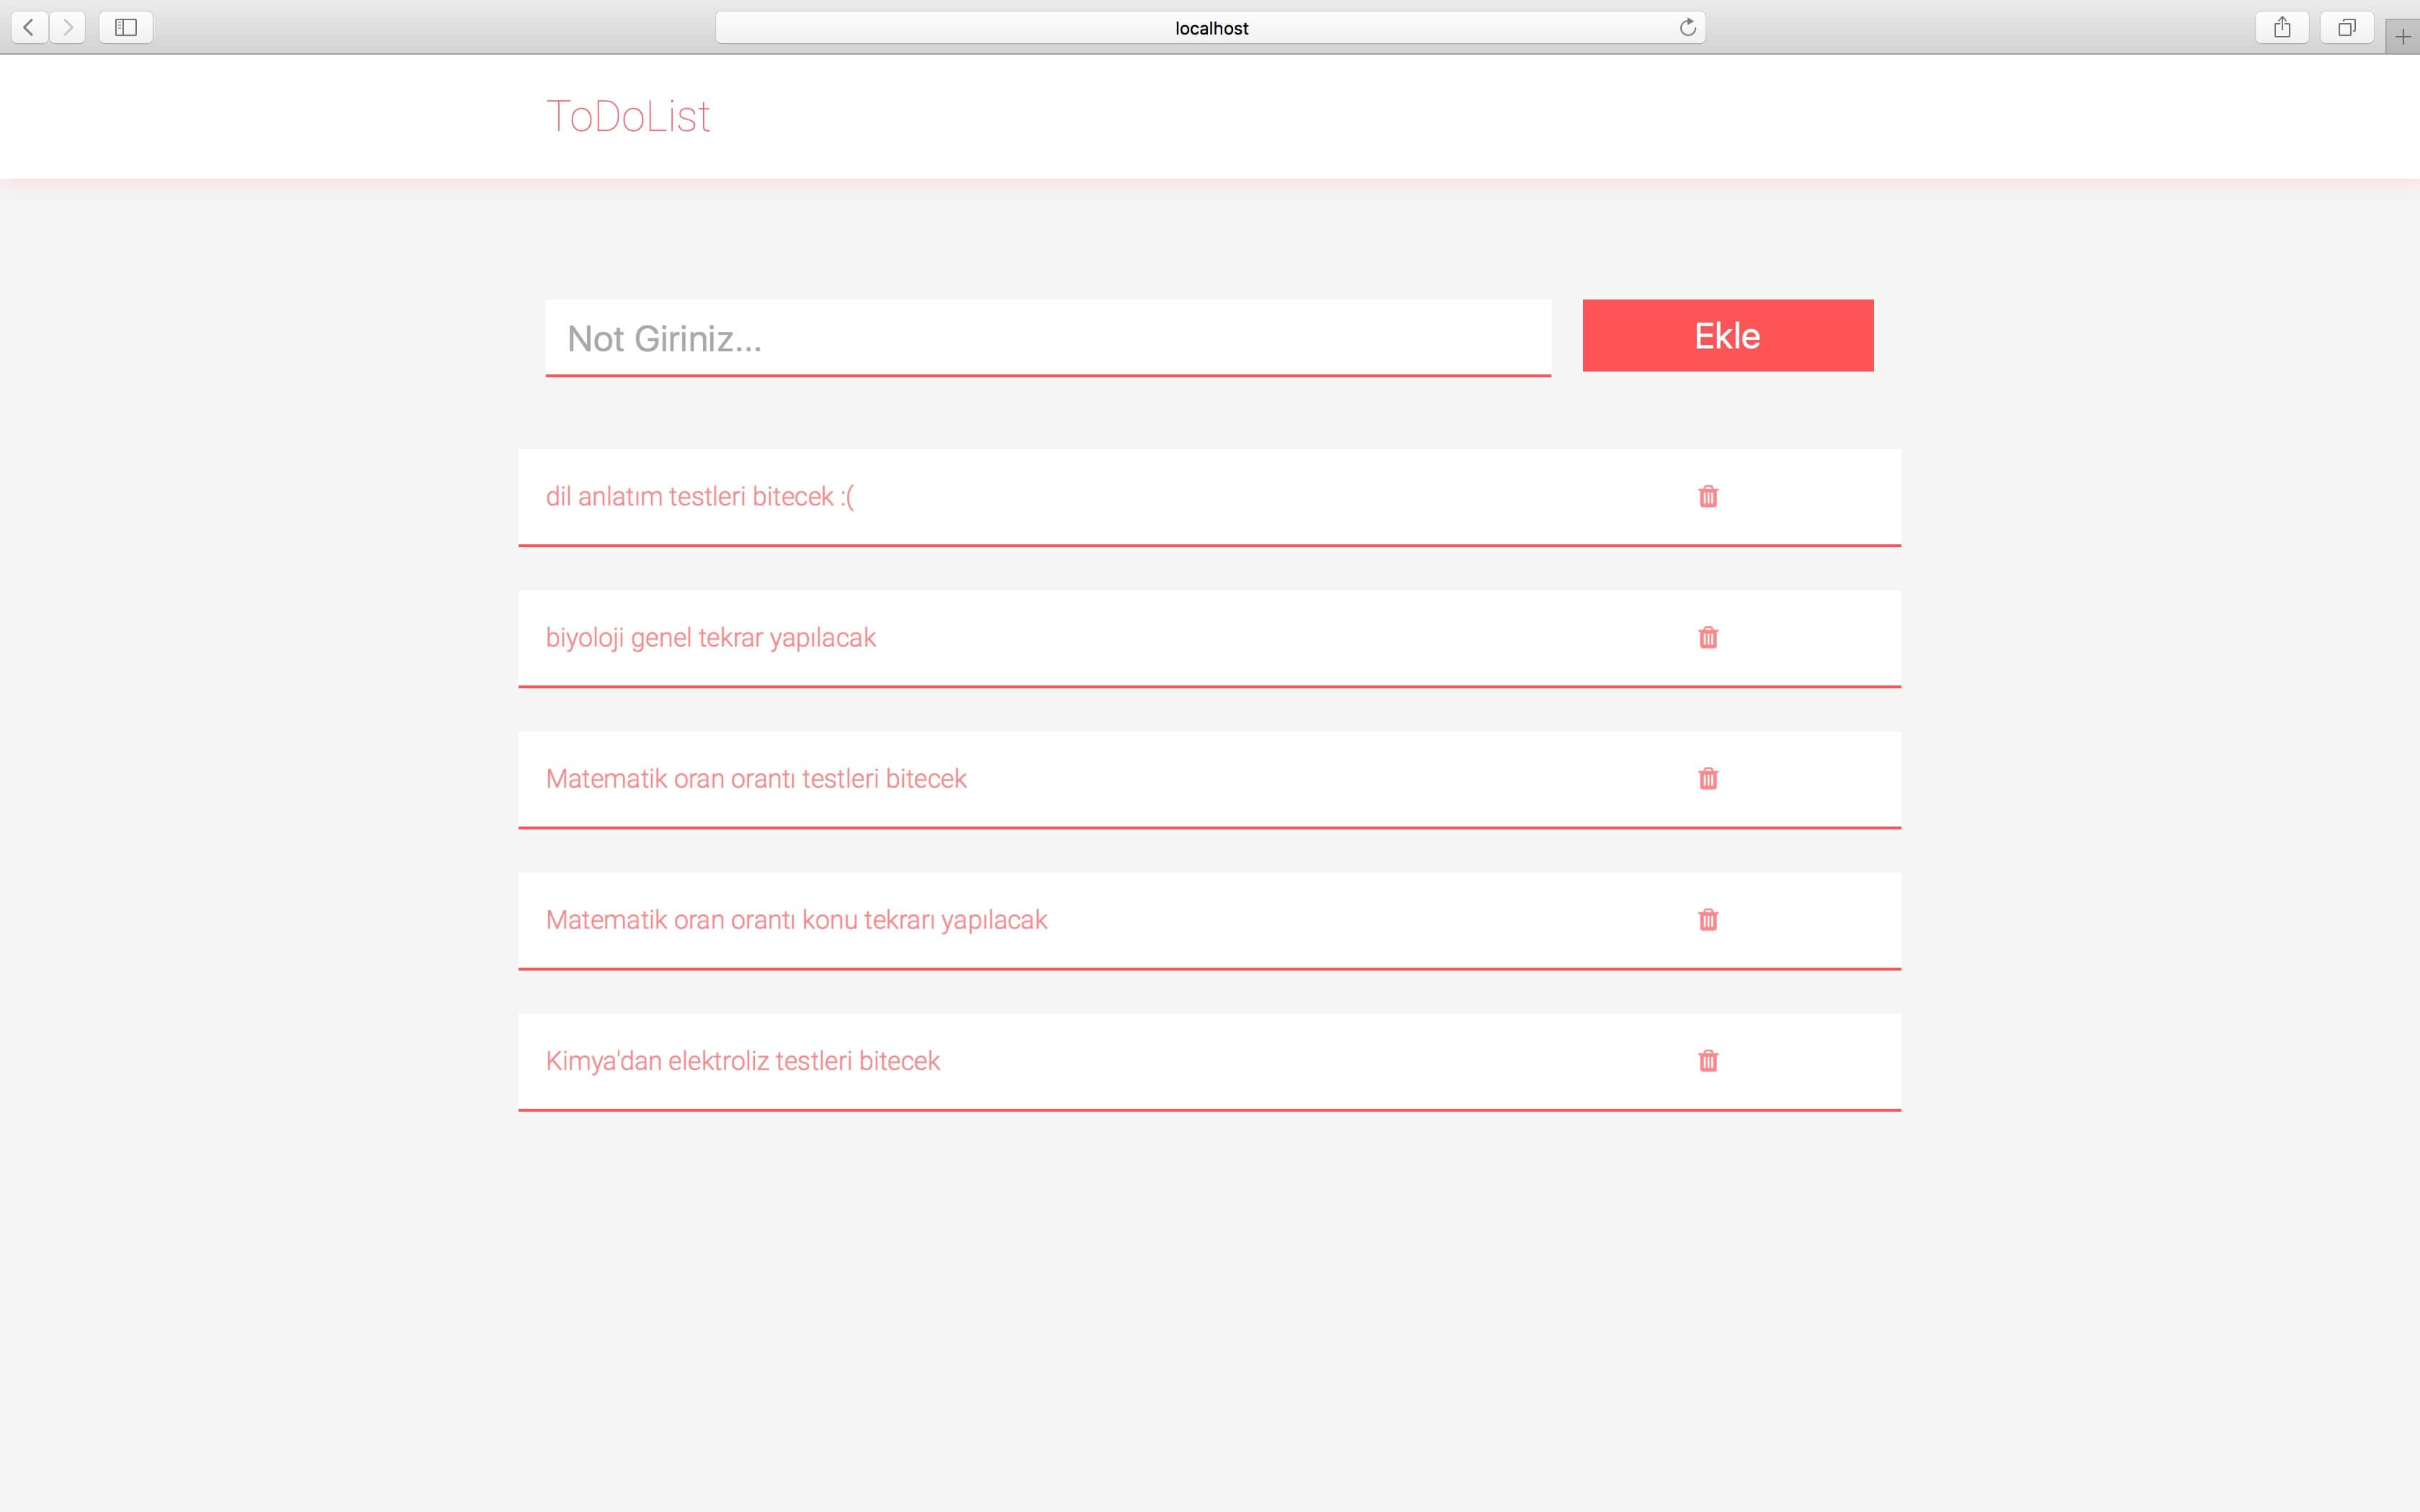 localhost
ToDoList
Not Giriniz...
Ekle
dil anlatım testleri bitecek :(
biyoloji genel tekrar yapılacak
Matematik oran orantı testleri bitecek
Matematik oran orantı konu tekrarı yapılacak
Kimya'dan elektroliz testleri bitecek